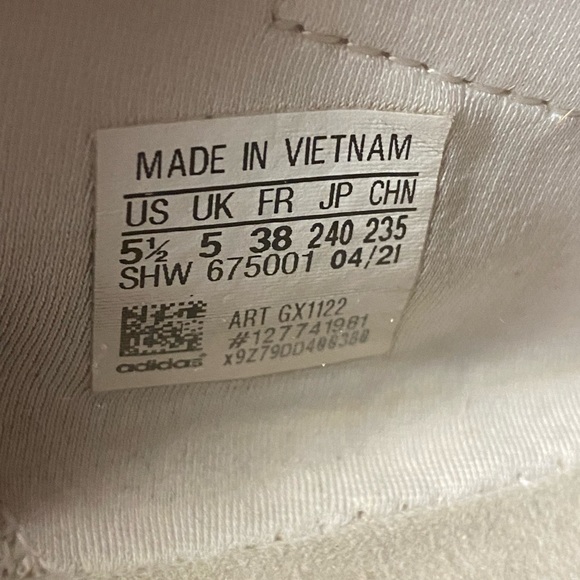 MADE IN VIETNAM
US UK FR JP CHN
5½ 5 38 240 235
SHW 675001 04/21
ART GX1122
#127741981
x9Z79DD400380
adidas